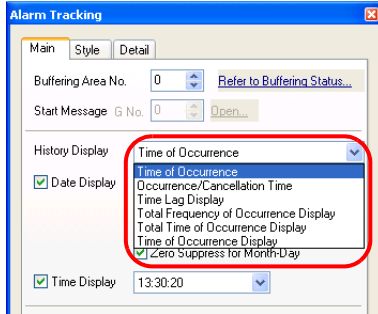 Alarm Tracking
Main Style Detail
Buffering Area No. 0 Refer to Buffering Status...
Start Message G No. 0 Open...
History Display Time of Occurrence
Time of Occurrence
Date Display Occurrence/Cancellation Time
Time Lag Display
Total Frequency of Occurrence Display
Total Time of Occurrence Display
Time of Occurrence Display
Zero Suppress for Month-Day
Time Display 13:30:20